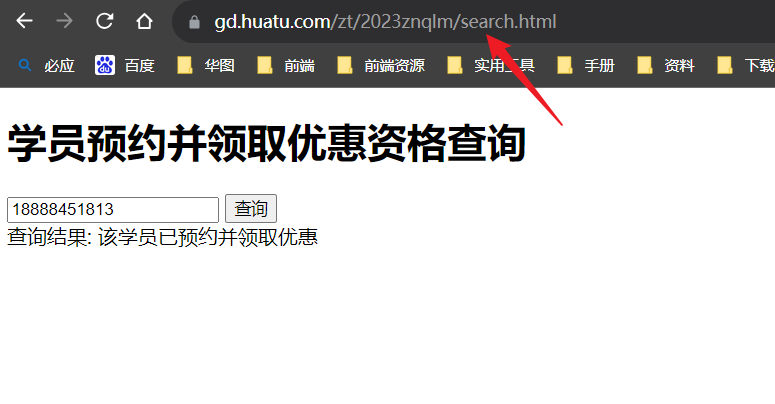 gd.huatu.com/zt/2023znqlm/search.html
必应 百度 华图 前端 前端资源 实用工具 手册 资料 下载
学员预约并领取优惠资格查询
18888451813 查询
查询结果: 该学员已预约并领取优惠